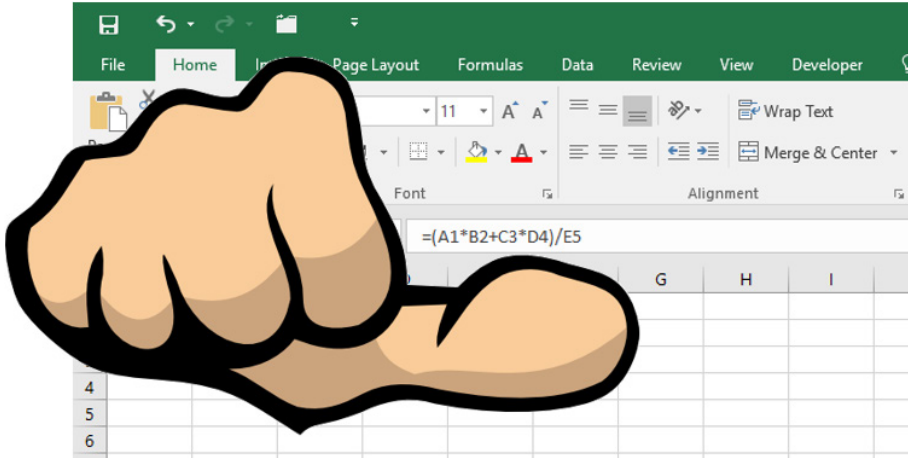 File Home Page Layout Formulas Data Review View Developer
11 A A Wrap Text
A Merge & Center
Font Alignment
=(A1*B2+C3*D4)/E5
G H I
4
5
6